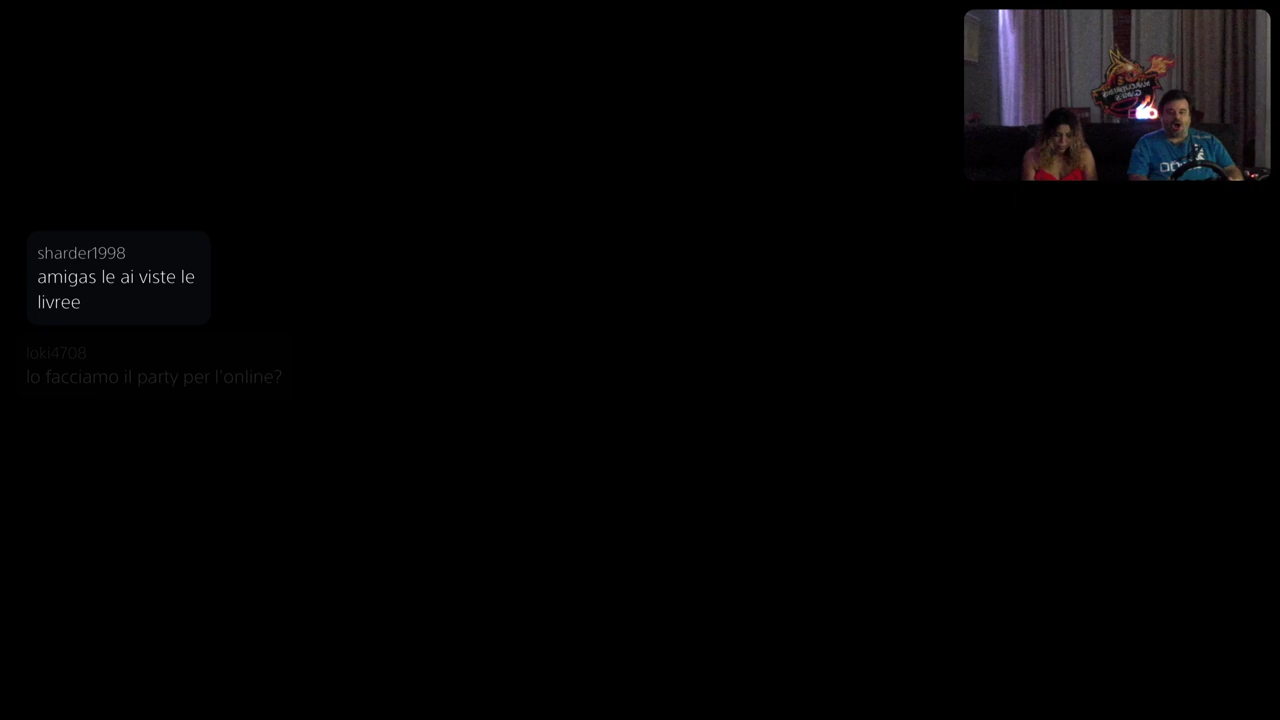 sharder1998
amigas le ai viste le
livree
loki4708
lo facciamo il party per l'online?